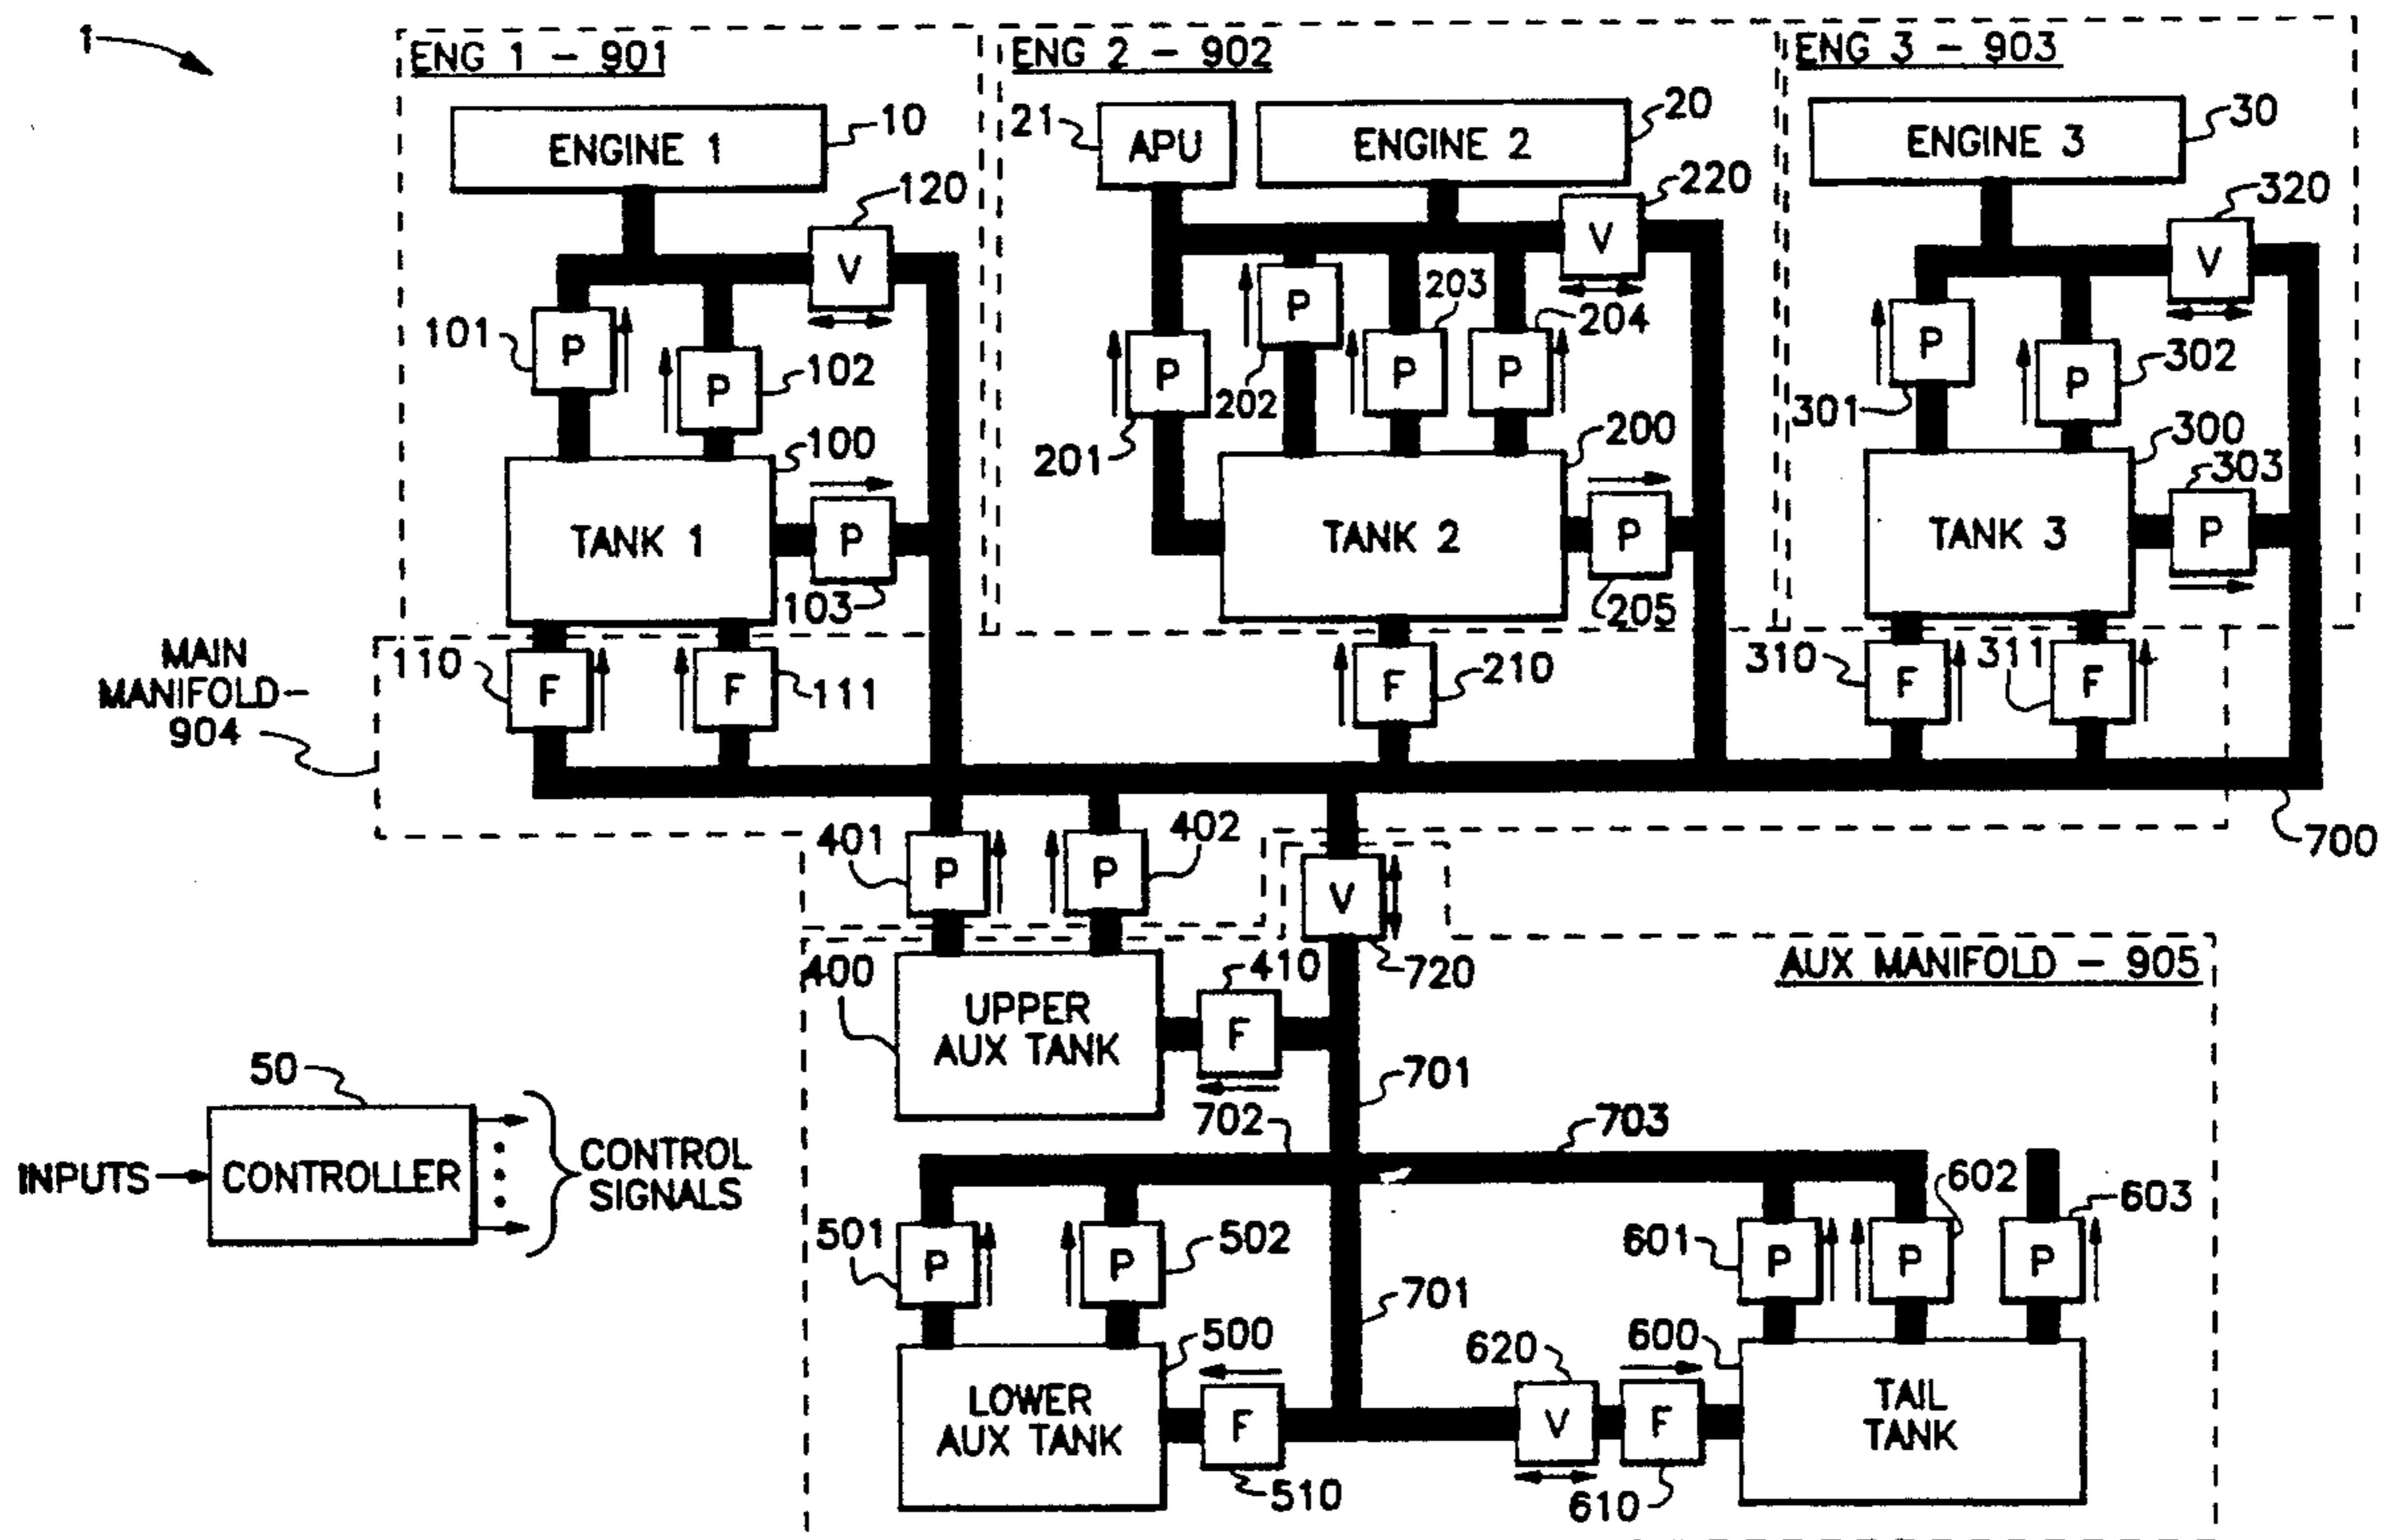 1
ENG 1 - 901
ENG 2 - 902
ENG 3 - 903
ENGINE 1
10
21
APU
ENGINE 2
20
ENGINE 3
30
120
V
220
V
320
V
101
P
P
102
201
P
202
P
203
P
204
P
301
P
P
302
100
TANK 1
P
103
200
TANK 2
P
205
300
TANK 3
303
P
MAIN
MANIFOLD-
904
110
F
F
111
F
210
310
F
311
F
700
401
P
P
402
V
720
AUX MANIFOLD - 905
400
UPPER
AUX TANK
410
F
701
702
703
50
INPUTS
CONTROLLER
CONTROL
SIGNALS
501
P
P
502
601
P
P
602
P
603
701
500
LOWER
AUX TANK
F
510
620
V
F
610
600
TAIL
TANK